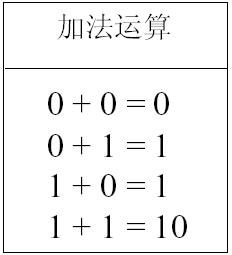 加法运算
0 + 0 = 0
0 + 1 = 1
1 + 0 = 1
1 + 1 = 10